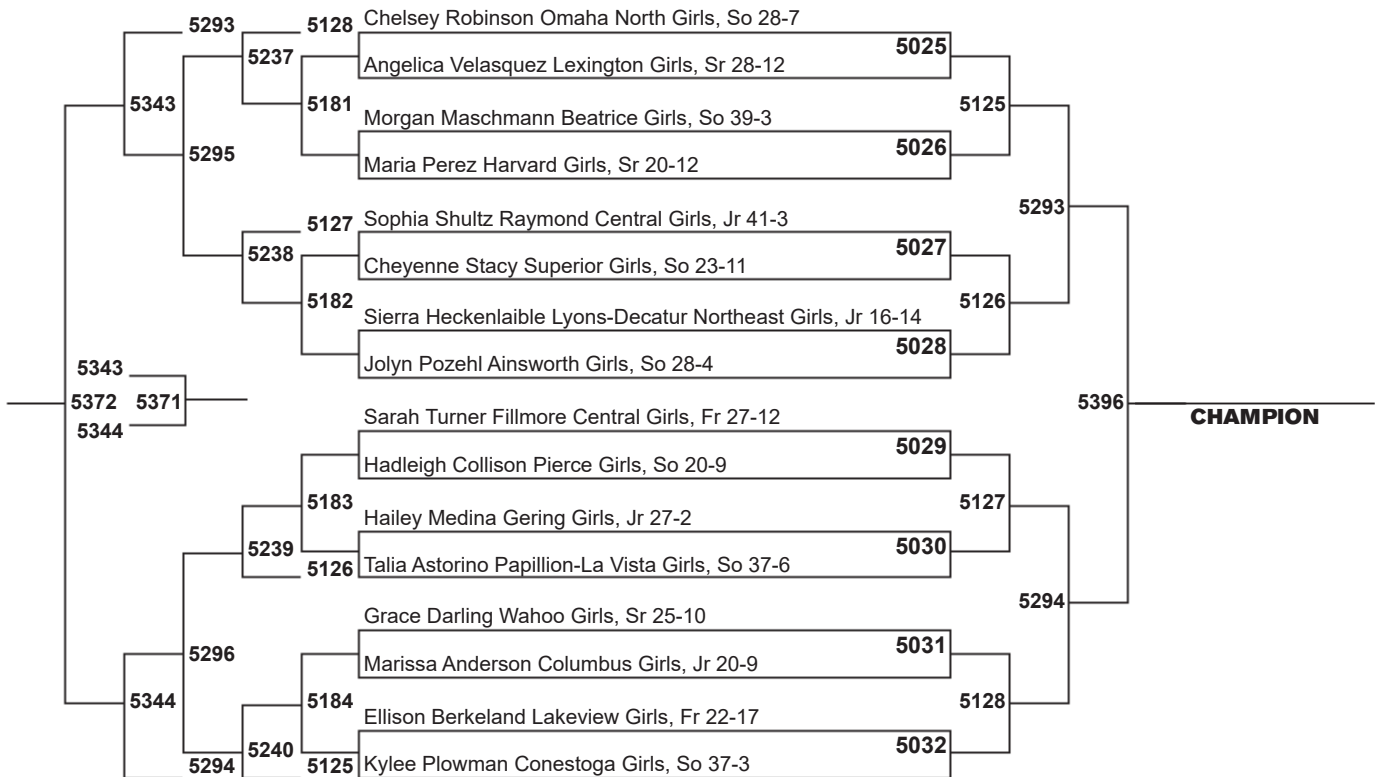 5293 5128 Chelsey Robinson Omaha North Girls, So 28-7
5025
5237
Angelica Velasquez Lexington Girls, Sr 28-12
5343 5181 5125
Morgan Maschmann Beatrice Girls, So 39-3
5026
5295
Maria Perez Harvard Girls, Sr 20-12
5293
5127 Sophia Shultz Raymond Central Girls, Jr 41-3
5027
5238
Cheyenne Stacy Superior Girls, So 23-11
5182 5126
Sierra Heckenlaible Lyons-Decatur Northeast Girls, Jr 16-14
5028
Jolyn Pozehl Ainsworth Girls, So 28-4
5343
5372 5371 5396
5344
CHAMPION
Sarah Turner Fillmore Central Girls, Fr 27-12
5029
Hadleigh Collison Pierce Girls, So 20-9
5183 5127
Hailey Medina Gering Girls, Jr 27-2
5030
5239
5126 Talia Astorino Papillion-La Vista Girls, So 37-6
5294
Grace Darling Wahoo Girls, Sr 25-10
5031
5296
Marissa Anderson Columbus Girls, Jr 20-9
5344 5184 5128
Ellison Berkeland Lakeview Girls, Fr 22-17
5032
5240
5294 5125 Kylee Plowman Conestoga Girls, So 37-3